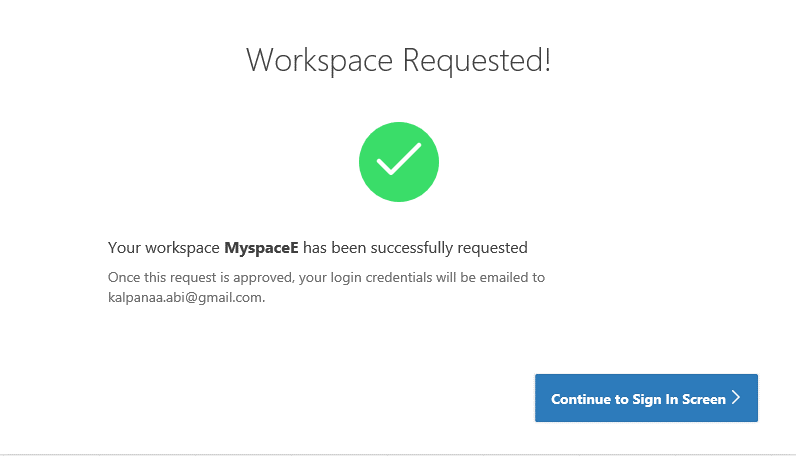 Workspace Requested!
Your workspace MyspaceE has been successfully requested
Once this request is approved, your login credentials will be emailed to
kalpanaa.abi@gmail.com.
Continue to Sign In Screen